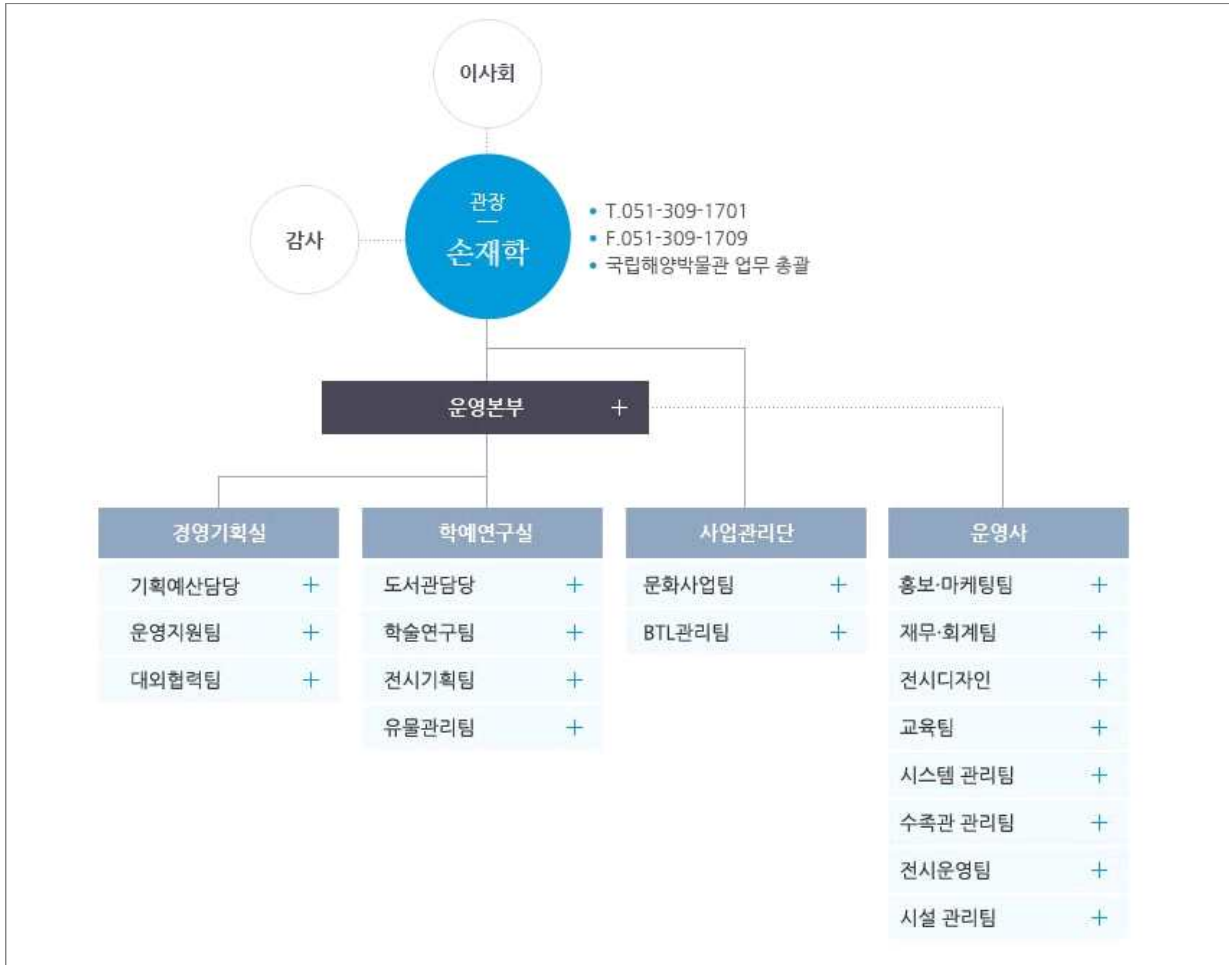 이사회
감사
관장
손재학
• T.051-309-1701
• F.051-309-1709
• 국립해양박물관 업무 총괄
운영본부 +
경영기획실
기획예산담당 +
운영지원팀 +
대외협력팀 +
학예연구실
도서관담당 +
학술연구팀 +
전시기획팀 +
유물관리팀 +
사업관리단
문화사업팀 +
BTL관리팀 +
운영사
홍보·마케팅팀 +
재무·회계팀 +
전시디자인 +
교육팀 +
시스템 관리팀 +
수족관 관리팀 +
전시운영팀 +
시설 관리팀 +